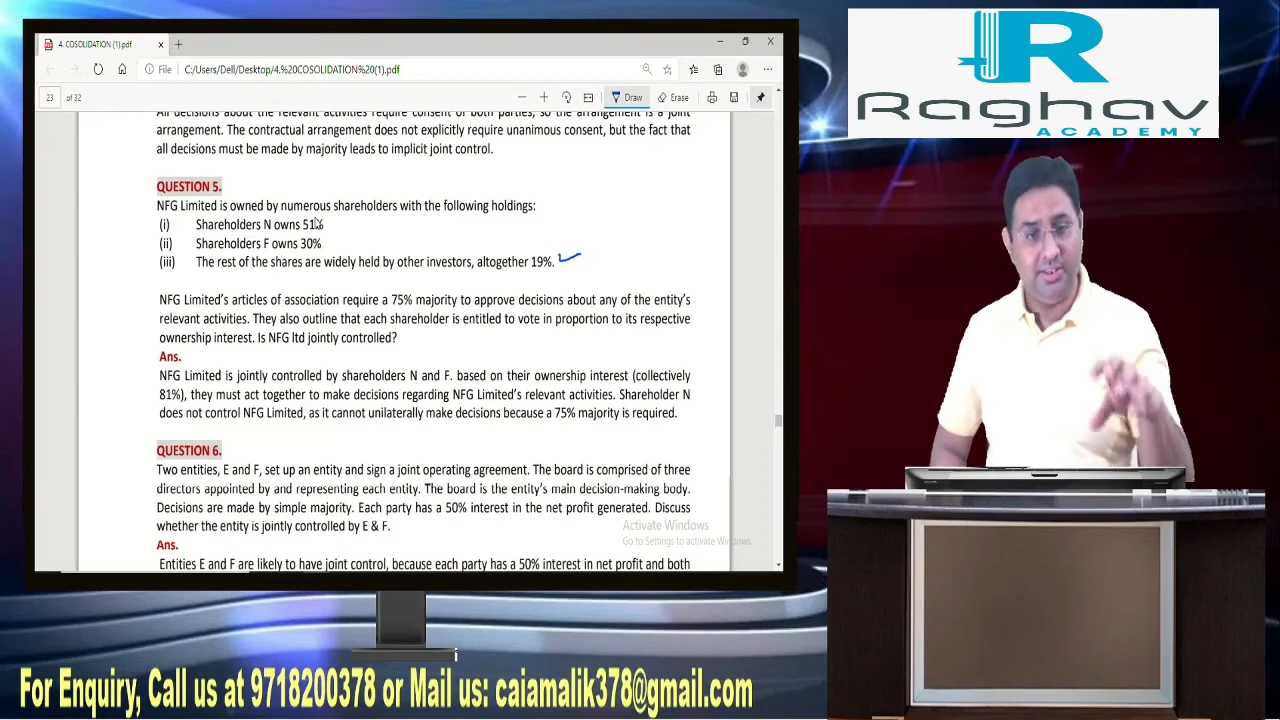 4. COSOLIDATION (1).pdf
File
C:/Users/Dell/Desktop/4.%20COSOLIDATION%20(1).pdf
23 of 32
Draw
Erase
All decisions about the relevant activities require consent of both parties, so the arrangement is a joint
arrangement. The contractual arrangement does not explicitly require unanimous consent, but the fact that
all decisions must be made by majority leads to implicit joint control.
QUESTION 5.
NFG Limited is owned by numerous shareholders with the following holdings:
(i) Shareholders N owns 51%
(ii) Shareholders F owns 30%
(iii) The rest of the shares are widely held by other investors, altogether 19%.
NFG Limited's articles of association require a 75% majority to approve decisions about any of the entity's
relevant activities. They also outline that each shareholder is entitled to vote in proportion to its respective
ownership interest. Is NFG ltd jointly controlled?
Ans.
NFG Limited is jointly controlled by shareholders N and F. based on their ownership interest (collectively
81%), they must act together to make decisions regarding NFG Limited's relevant activities. Shareholder N
does not control NFG Limited, as it cannot unilaterally make decisions because a 75% majority is required.
QUESTION 6.
Two entities, E and F, set up an entity and sign a joint operating agreement. The board is comprised of three
directors appointed by and representing each entity. The board is the entity's main decision-making body.
Decisions are made by simple majority. Each party has a 50% interest in the net profit generated. Discuss
whether the entity is jointly controlled by E & F.
Ans.
Entities E and F are likely to have joint control, because each party has a 50% interest in net profit and both
Activate Windows
Go to Settings to activate Windows.
R
Raghav
ACADEMY
For Enquiry, Call us at 9718200378 or Mail us: caiamalik378@gmail.com